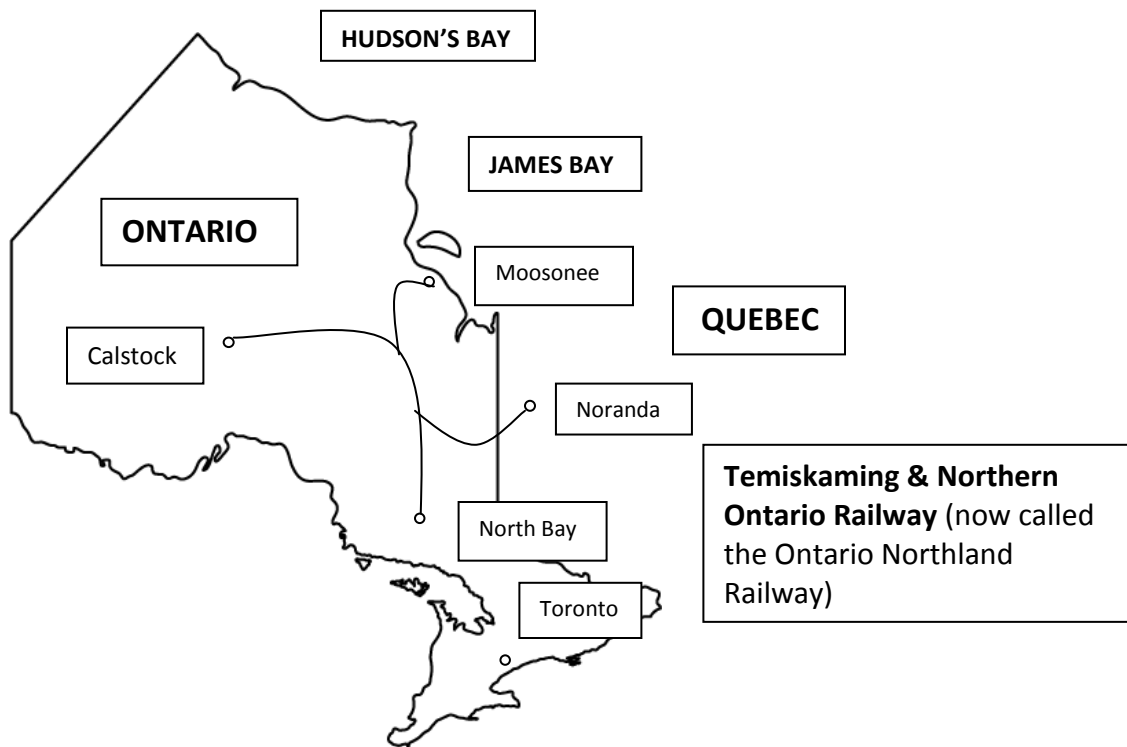 HUDSON’S BAY
JAMES BAY
ONTARIO
Moosonee
QUEBEC
Calstock
Noranda
Temiskaming & Northern
Ontario Railway (now called
the Ontario Northland
Railway)
North Bay
Toronto